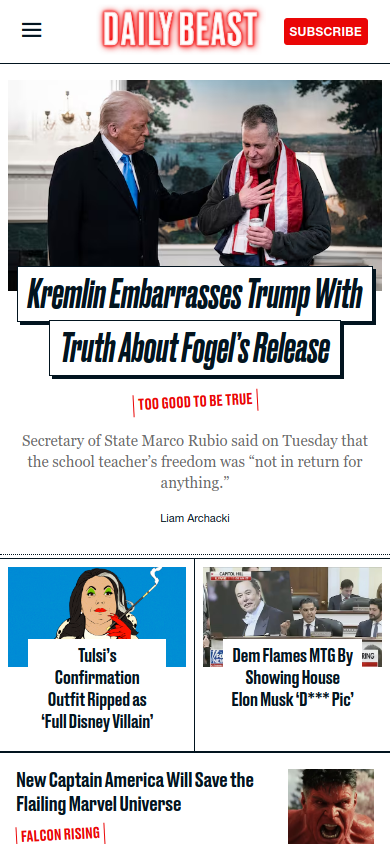 DAILY BEAST
SUBSCRIBE
Kremlin Embarrasses Trump With
Truth About Fogel's Release
TOO GOOD TO BE TRUE
Secretary of State Marco Rubio said on Tuesday that
the school teacher's freedom was “not in return for
anything.”
Liam Archacki
CAPITOL HILL
Tulsi's
Confirmation
Outfit Ripped as
'Full Disney Villain'
Dem Flames MTG By
Showing House
Elon Musk 'D*** Pic'
RING
New Captain America Will Save the
Flailing Marvel Universe
FALCON RISING